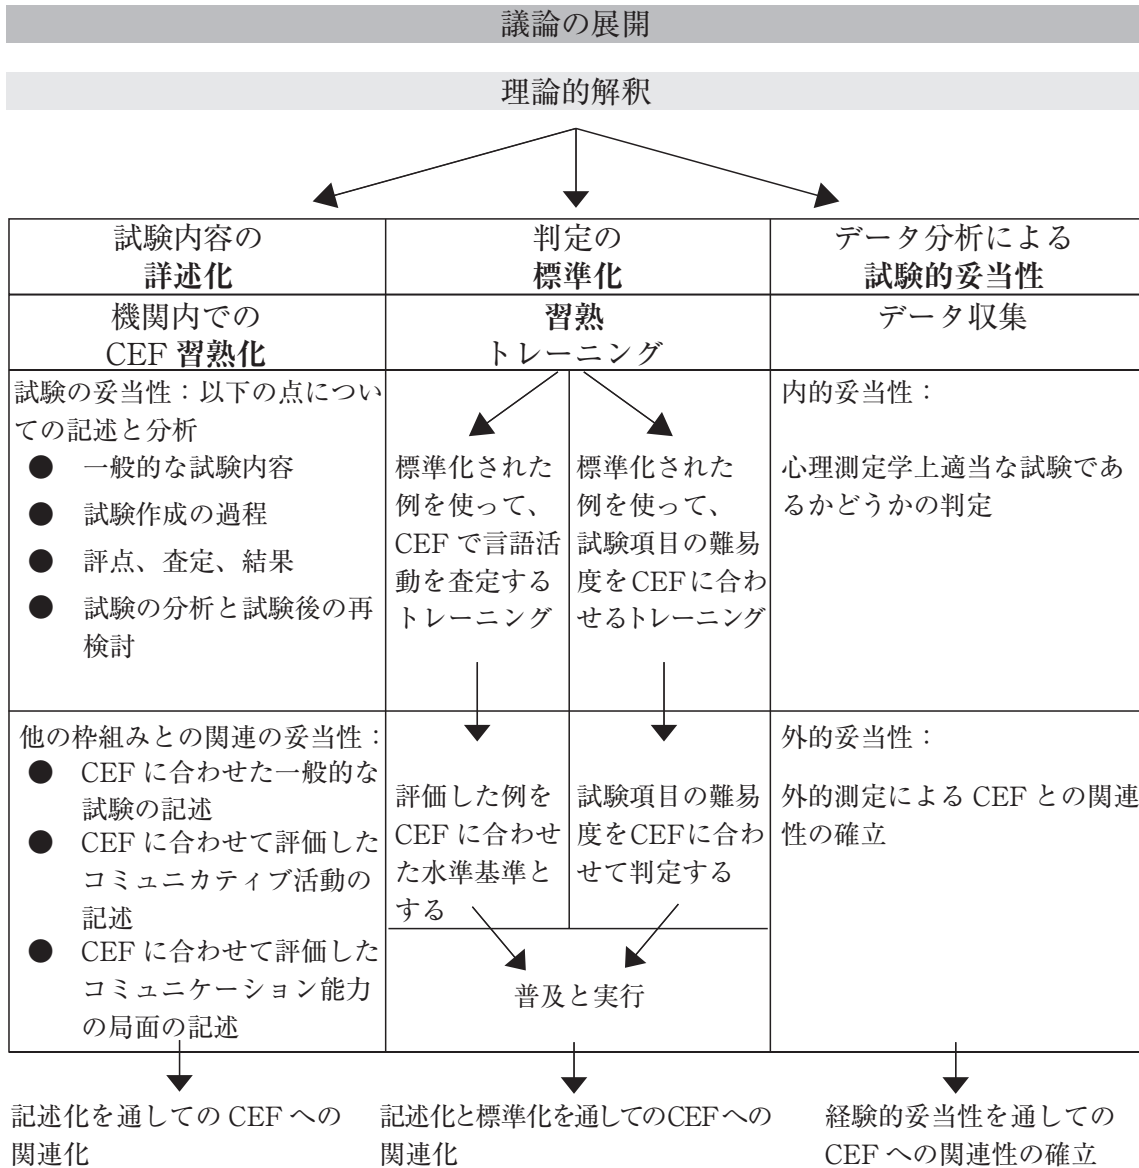 議論の展開
理論的解釈
試験内容の
詳述化
判定の
標準化
データ分析による
試験的妥当性
機関内での
CEF 習熟化
習熟
トレーニング
データ収集
試験の妥当性：以下の点につい
ての記述と分析
● 一般的な試験内容
● 試験作成の過程
● 評点、査定、結果
● 試験の分析と試験後の再
検討
標準化された
例を使って、
CEF で言語活
動を査定する
トレーニング
標準化された
例を使って、
試験項目の難易
度をCEFに合わ
せるトレーニング
内的妥当性：
心理測定学上適当な試験であ
るかどうかの判定
他の枠組みとの関連の妥当性：
● CEF に合わせた一般的な
試験の記述
● CEF に合わせて評価した
コミュニカティブ活動の
記述
● CEF に合わせて評価した
コミュニケーション能力
の局面の記述
評価した例を
CEF に合わせ
た水準基準と
する
試験項目の難易
度をCEFに合わ
せて判定する
普及と実行
外的妥当性：
外的測定による CEF との関連
性の確立
記述化を通しての CEF への
関連化
記述化と標準化を通してのCEFへの
関連化
経験的妥当性を通しての
CEF への関連性の確立